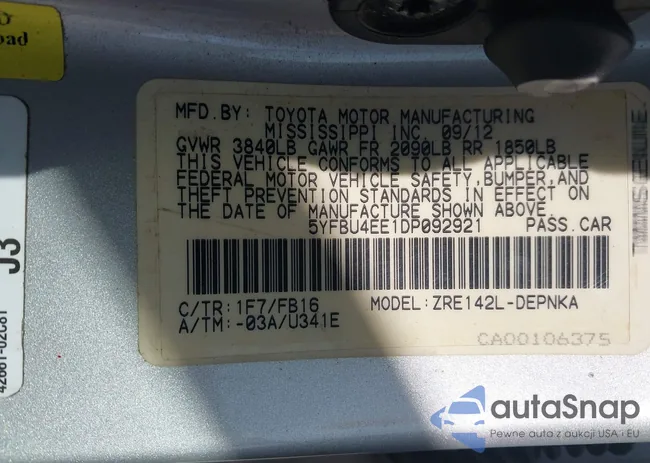 oad
J3
42661-02C81
MFD.BY: TOYOTA MOTOR MANUFACTURING
MISSISSIPPI INC. 09/12
GVWR 3840LB GAWR FR 2090LB RR 1850LB
THIS VEHICLE CONFORMS TO ALL APPLICABLE
FEDERAL MOTOR VEHICLE SAFETY,BUMPER,AND
THEFT PREVENTION STANDARDS IN EFFECT ON
THE DATE OF MANUFACTURE SHOWN ABOVE.
5YFBU4EE1DP092921 PASS.CAR
C/TR:1F7/FB16 MODEL:ZRE142L-DEPNKA
A/TM:-03A/U341E
CA00106375
autaSnap
Pewne auta z aukcji USA i EU